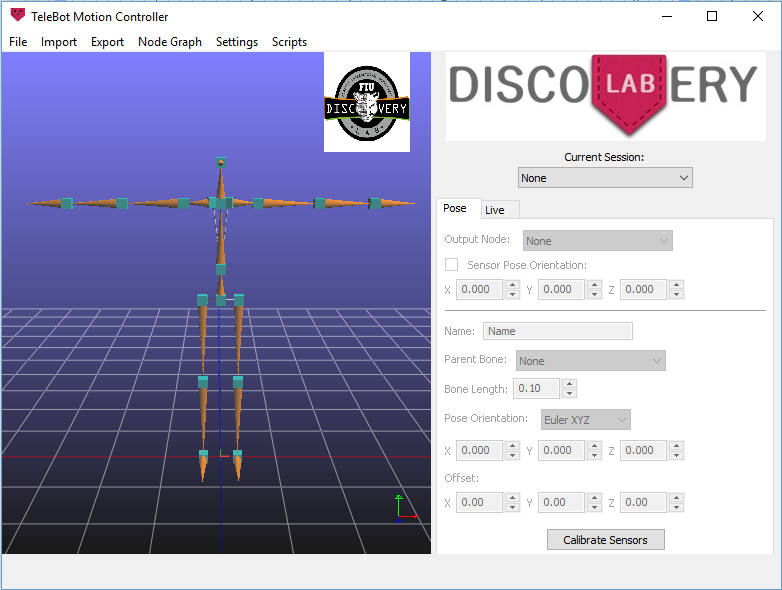 TeleBot Motion Controller
File Import Export Node Graph Settings Scripts
FIU
DISCOVERY
LAB
DISCO LAB ERY
Current Session:
None
Pose Live
Output Node: None
Sensor Pose Orientation:
X 0.000 Y 0.000 Z 0.000
Name: Name
Parent Bone: None
Bone Length: 0.10
Pose Orientation: Euler XYZ
X 0.000 Y 0.000 Z 0.000
Offset:
X 0.00 Y 0.00 Z 0.00
Calibrate Sensors